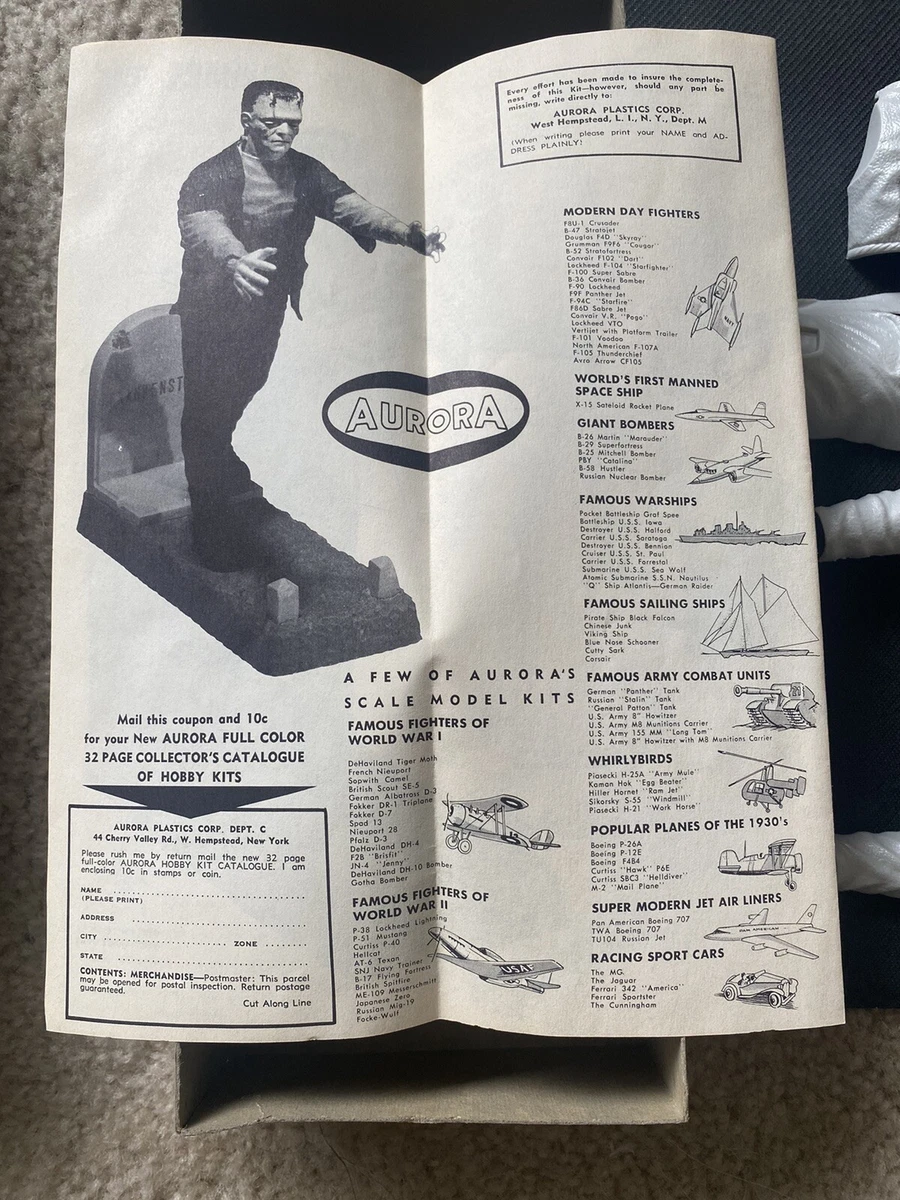 FRANKENST
Mail this coupon and 10c
for your New AURORA FULL COLOR
32 PAGE COLLECTOR'S CATALOGUE
OF HOBBY KITS
AURORA PLASTICS CORP. DEPT. C
44 Cherry Valley Rd., W. Hempstead, New York
Please rush me by return mail the new 32 page
full-color AURORA HOBBY KIT CATALOGUE. I am
enclosing 10c in stamps or coin.
NAME
(PLEASE PRINT)
ADDRESS
CITY ZONE
STATE
CONTENTS: MERCHANDISE—Postmaster: This parcel
may be opened for postal inspection. Return postage
guaranteed.
Cut Along Line
AURORA
A FEW OF AURORA'S
SCALE MODEL KITS
FAMOUS FIGHTERS OF
WORLD WAR I
DeHaviland Tiger Moth
French Nieuport
Sopwith Camel
British Scout SE-5
German Albatross D-3
Fokker DR-1 Triplane
Fokker D-7
Spad 13
Nieuport 28
Pfalz D-3
DeHaviland DH-4
F2B "Brisfit"
JN-4 "Jenny"
DeHaviland DH-10 Bomber
Gotha Bomber
FAMOUS FIGHTERS OF
WORLD WAR II
P-38 Lockheed Lightning
P-51 Mustang
Curtiss P-40
Hellcat
AT-6 Texan
SNJ Navy Trainer
B-17 Flying Fortress
British Spitfire
ME-109 Messerschmitt
Japanese Zero
Russian Mig-19
Focke-Wulf
USAF
Every effort has been made to insure the complete-
ness of this Kit—however, should any part be
missing, write directly to:
AURORA PLASTICS CORP.
West Hempstead, L. I., N. Y., Dept. M
(When writing please print your NAME and AD-
DRESS PLAINLY!
MODERN DAY FIGHTERS
F8U-1 Crusader
B-47 Stratojet
Douglas F4D "Skyray"
Grumman F9F6 "Cougar"
B-52 Stratofortress
Convair F102 "Dart"
Lockheed F-104 "Starfighter"
F-100 Super Sabre
B-36 Convair Bomber
F-90 Lockheed
F9F Panther Jet
F-94C "Starfire"
F86D Sabre Jet
Convair V.R. "Pogo"
Lockheed VTO
Vertijet with Platform Trailer
F-101 Voodoo
North American F-107A
F-105 Thunderchief
Avro Arrow CF105
NAVY
WORLD'S FIRST MANNED
SPACE SHIP
X-15 Sateloid Rocket Plane
GIANT BOMBERS
B-26 Martin "Marauder"
B-29 Superfortress
B-25 Mitchell Bomber
PBY "Catalina"
B-58 Hustler
Russian Nuclear Bomber
FAMOUS WARSHIPS
Pocket Battleship Graf Spee
Battleship U.S.S. Iowa
Destroyer U.S.S. Halford
Carrier U.S.S. Saratoga
Destroyer U.S.S. Bennion
Cruiser U.S.S. St. Paul
Carrier U.S.S. Forrestal
Submarine U.S.S. Sea Wolf
Atomic Submarine S.S.N. Nautilus
"Q" Ship Atlantis—German Raider
FAMOUS SAILING SHIPS
Pirate Ship Black Falcon
Chinese Junk
Viking Ship
Blue Nose Schooner
Cutty Sark
Corsair
FAMOUS ARMY COMBAT UNITS
German "Panther" Tank
Russian "Stalin" Tank
"General Patton" Tank
U.S. Army 8" Howitzer
U.S. Army M8 Munitions Carrier
U.S. Army 155 MM "Long Tom"
U.S. Army 8" Howitzer with M8 Munitions Carrier
WHIRLYBIRDS
Piasecki H-25A "Army Mule"
Kaman Hok "Egg Beater"
Hiller Hornet "Ram Jet"
Sikorsky S-55 "Windmill"
Piasecki H-21 "Work Horse"
POPULAR PLANES OF THE 1930's
Boeing P-26A
Boeing P-12E
Boeing F4B4
Curtiss "Hawk" P6E
Curtiss SBC3 "Helldiver"
M-2 "Mail Plane"
SUPER MODERN JET AIR LINERS
Pan American Boeing 707
TWA Boeing 707
TU104 Russian Jet
PAN AMERICAN
RACING SPORT CARS
The MG.
The Jaguar
Ferrari 342 "America"
Ferrari Sportster
The Cunningham